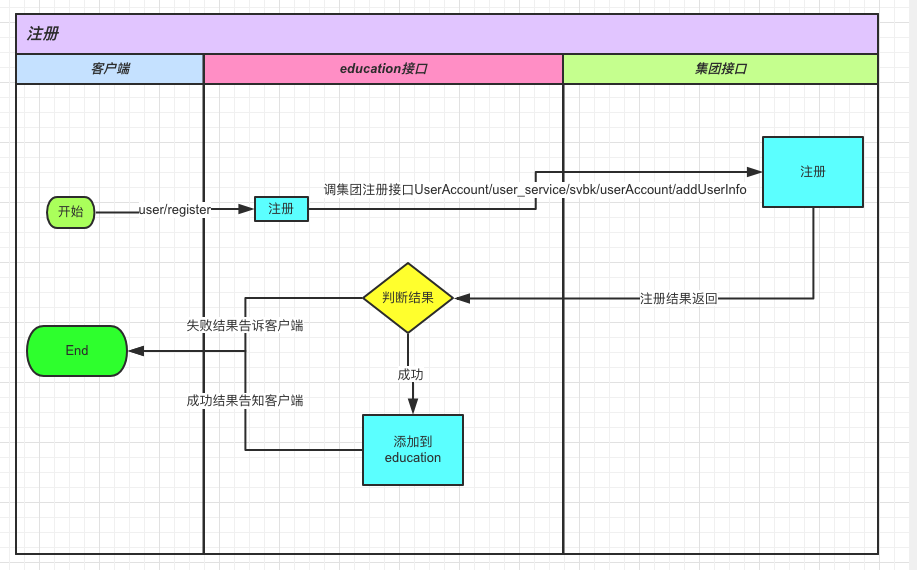 注册
客户端
education接口
集团接口
注册
调集团注册接口UserAccount/user_service/svbk/userAccount/addUserInfo
开始
user/register
注册
判断结果
注册结果返回
失败结果告诉客户端
End
成功
成功结果告知客户端
添加到
education